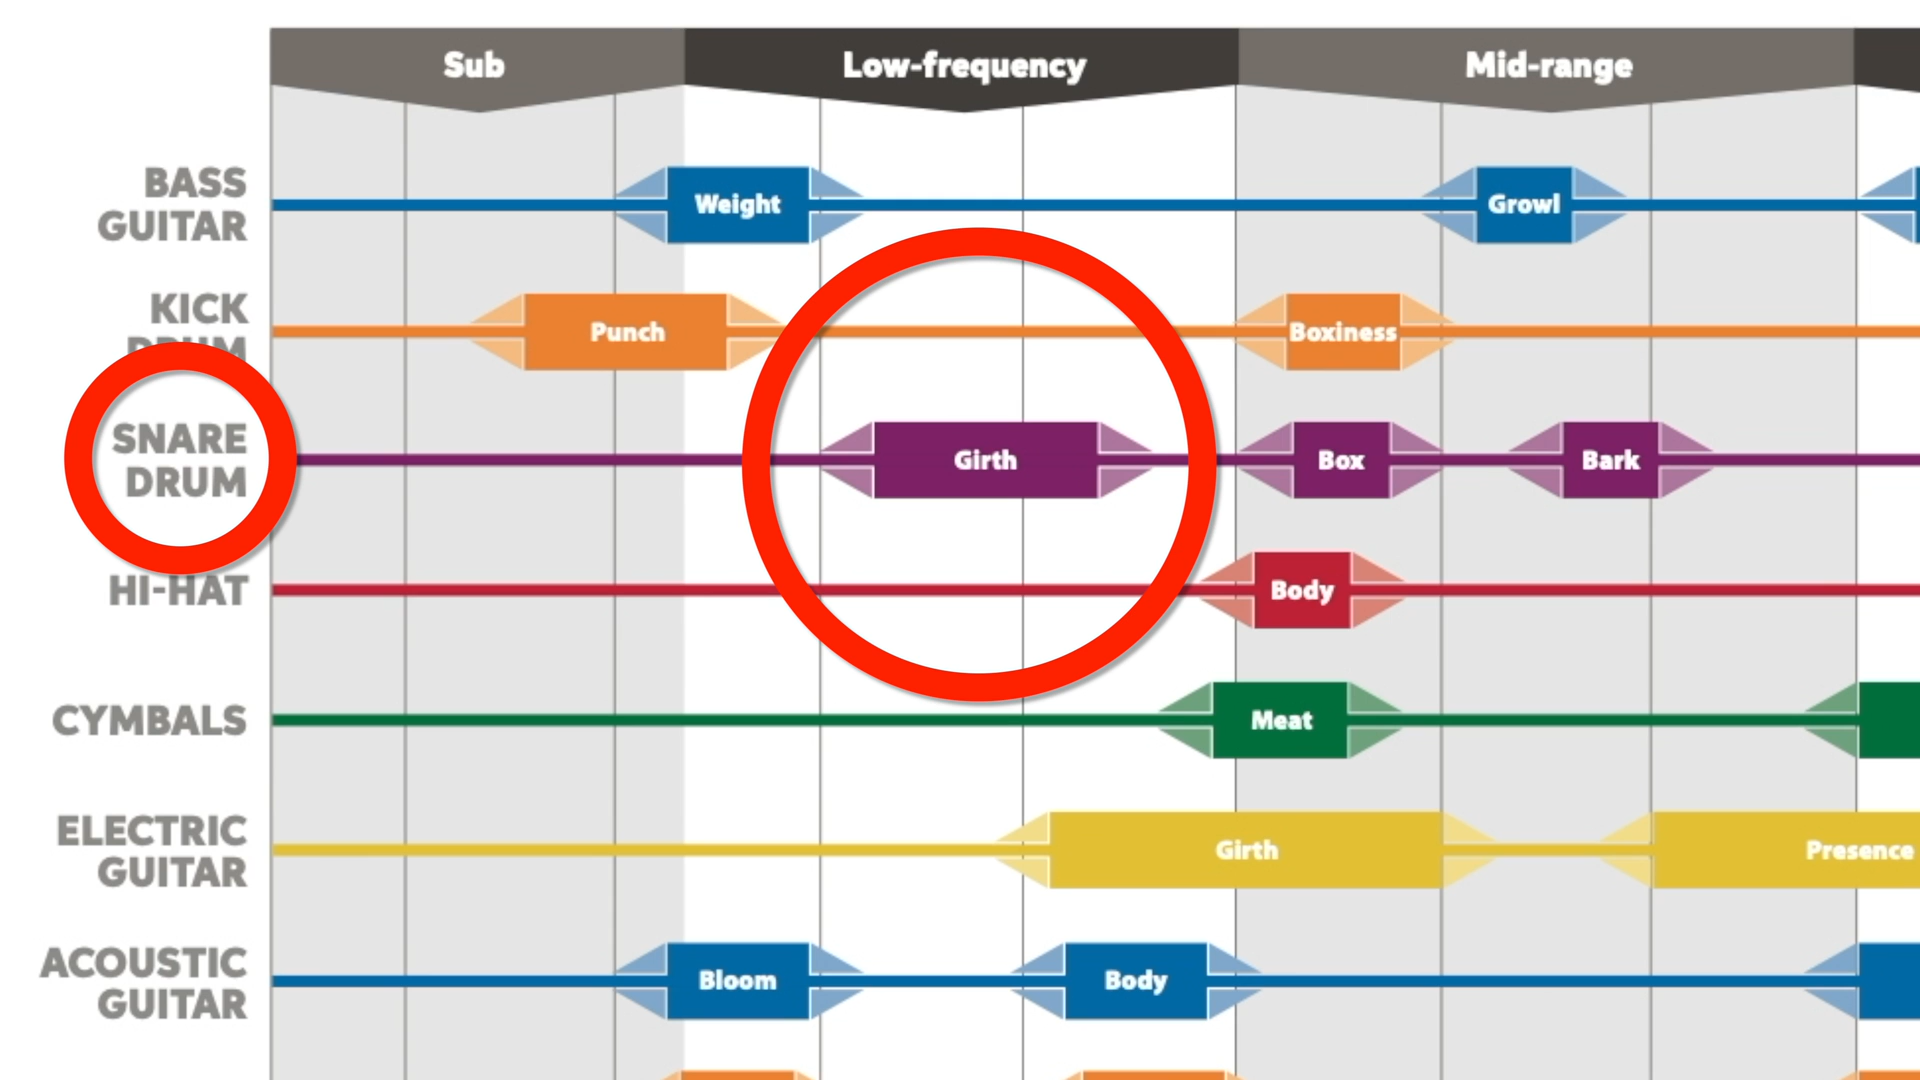 Sub
Low-frequency
Mid-range
BASS
GUITAR
Weight
Growl
KICK
DRUM
Punch
Boxiness
SNARE
DRUM
Girth
Box
Bark
HI-HAT
Body
CYMBALS
Meat
ELECTRIC
GUITAR
Girth
Presence
ACOUSTIC
GUITAR
Bloom
Body